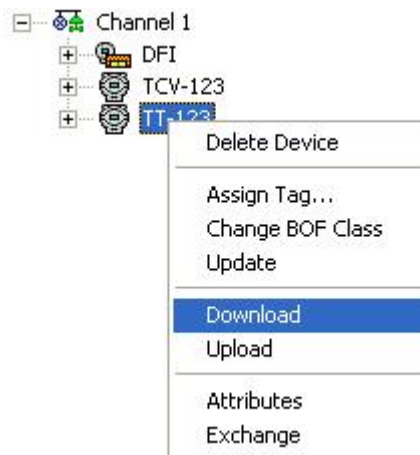 Channel 1
DFI
TCV-123
TT-123
Delete Device
Assign Tag...
Change BOF Class
Update
Download
Upload
Attributes
Exchange